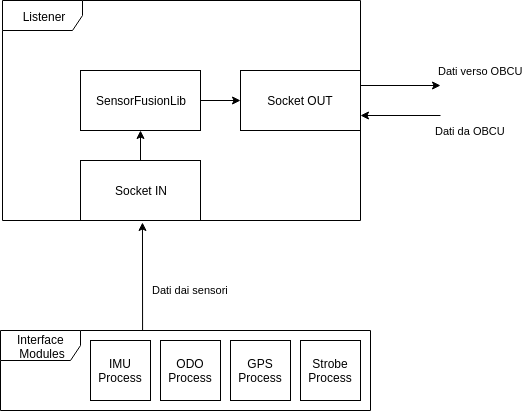 Listener
Dati verso OBCU
SensorFusionLib
Socket OUT
Dati da OBCU
Socket IN
Dati dai sensori
Interface
Modules
IMU
Process
ODO
Process
GPS
Process
Strobe
Process